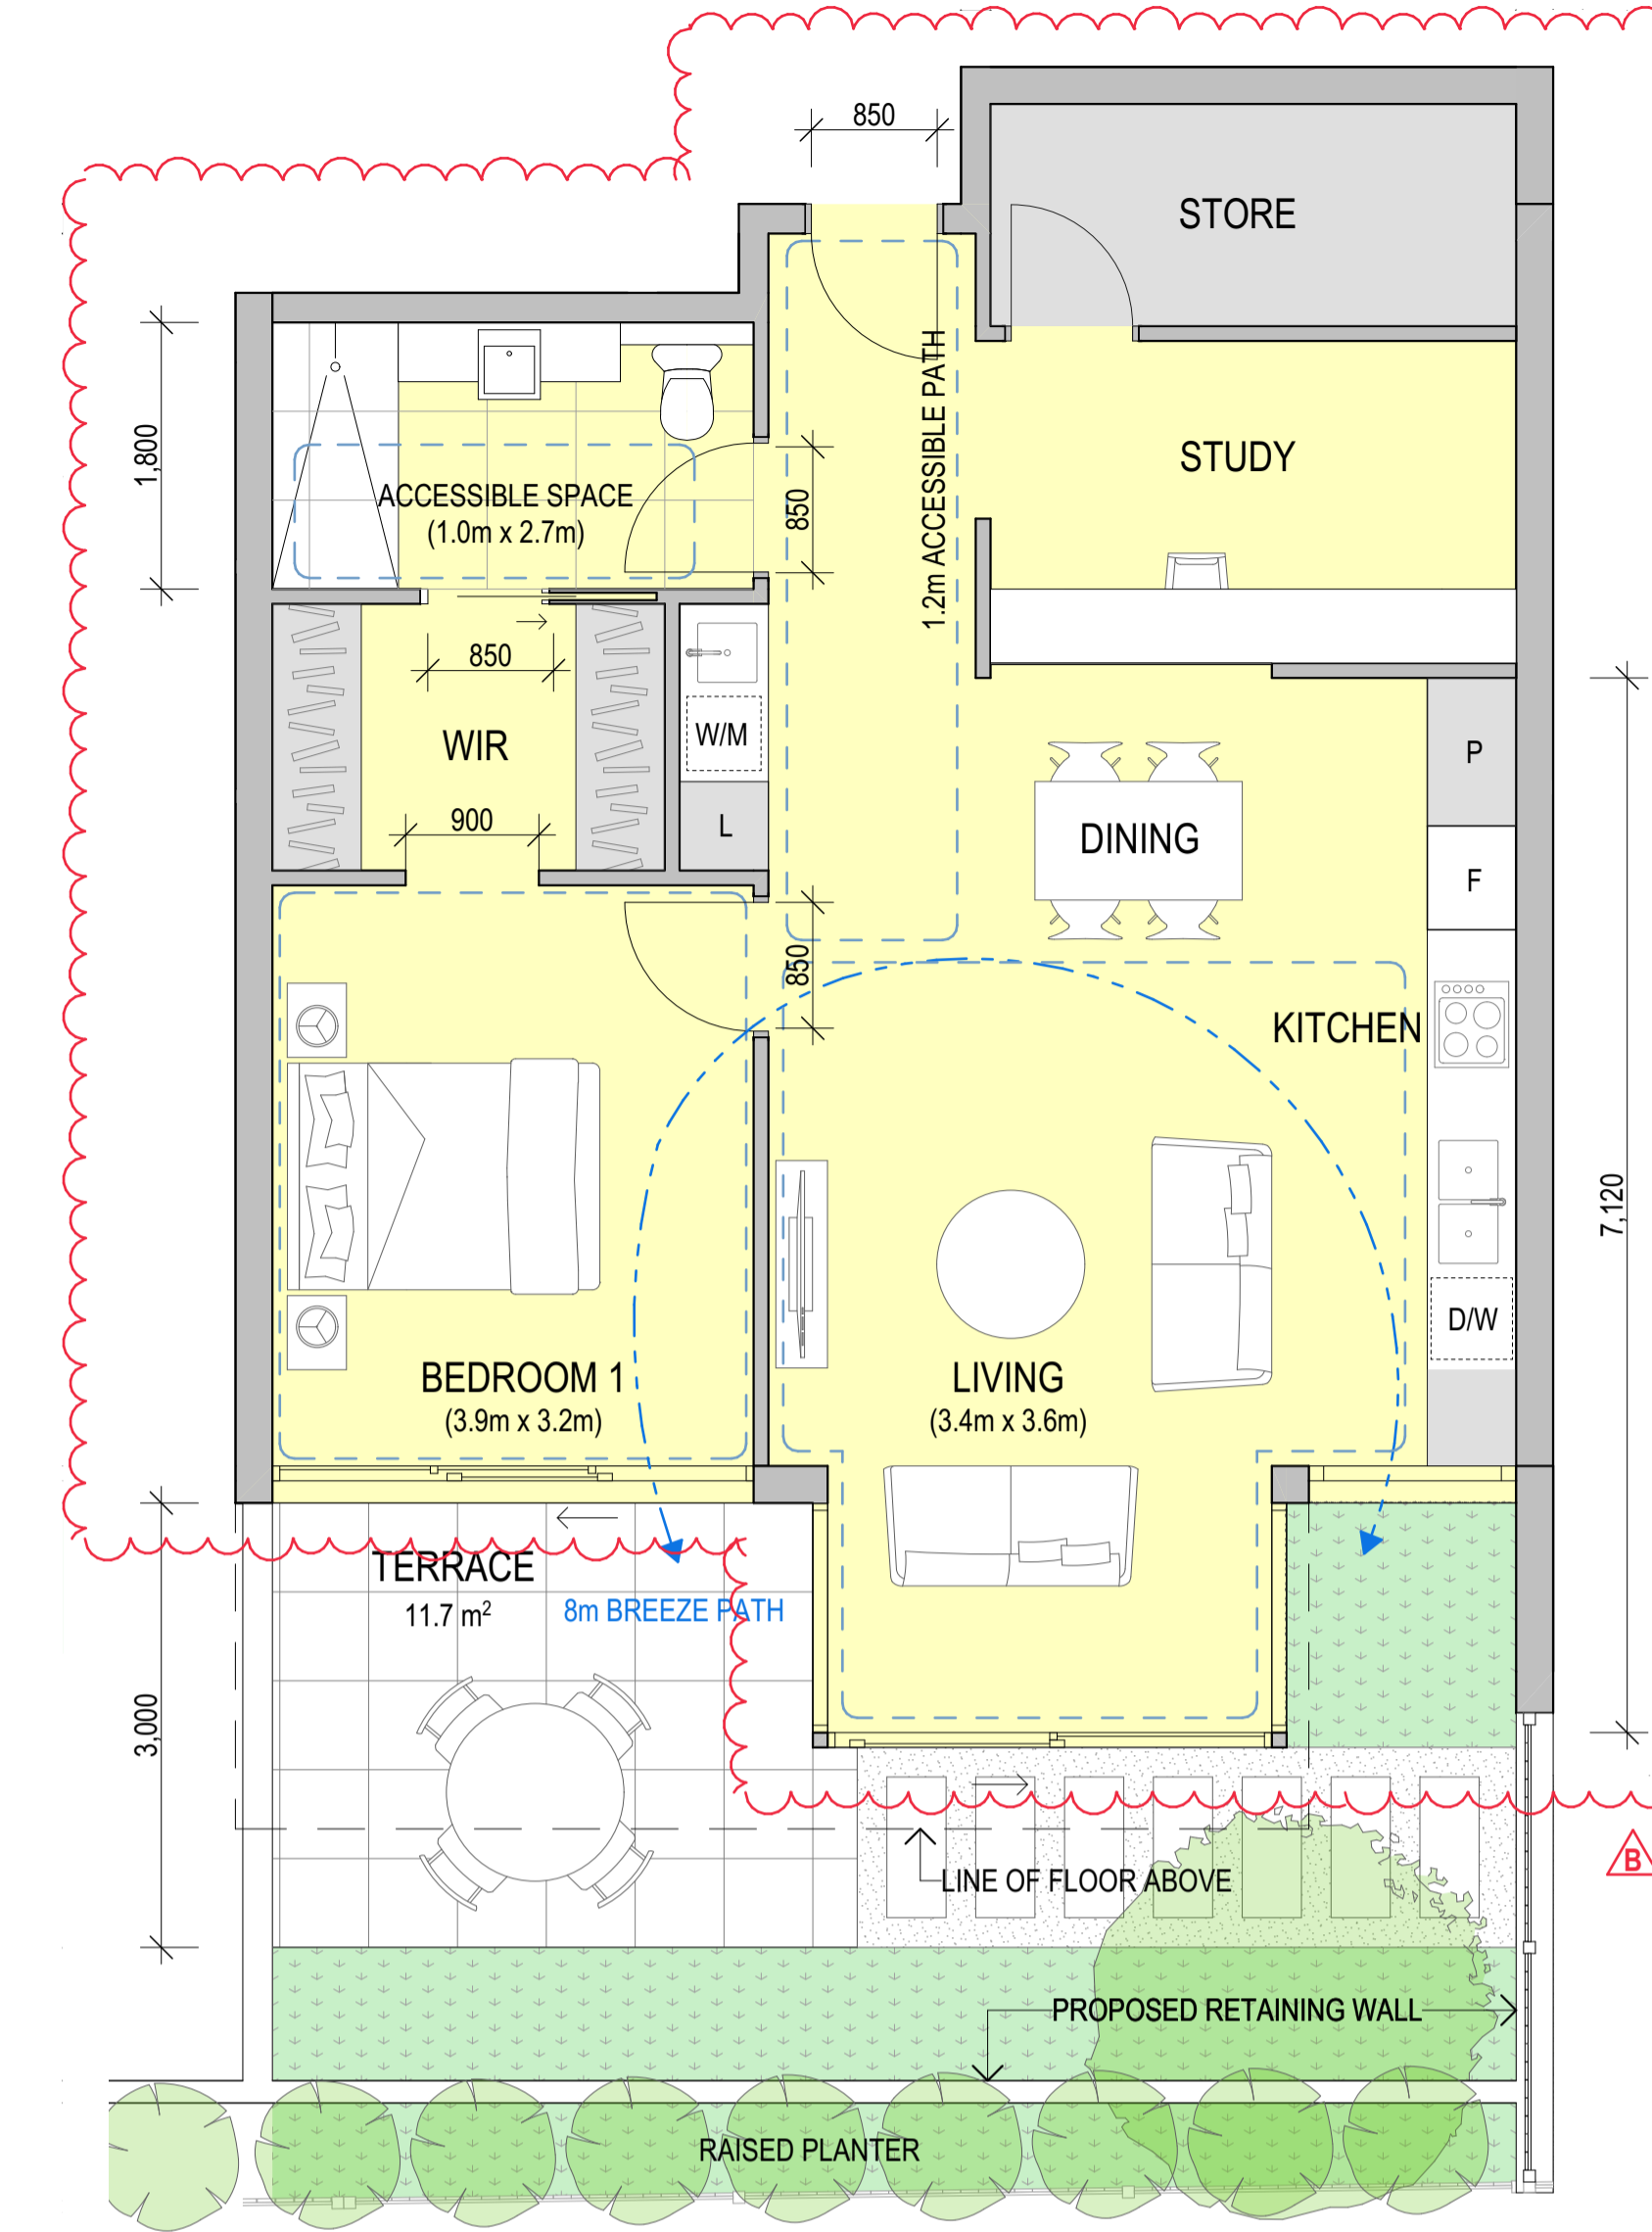 850
STORE
1.2m ACCESSIBLE PATH
STUDY
1,800
ACCESSIBLE SPACE
(1.0m x 2.7m)
850
850
WIR
W/M
P
900
L
DINING
F
850
KITCHEN
7,120
D/W
BEDROOM 1
(3.9m x 3.2m)
LIVING
(3.4m x 3.6m)
TERRACE
11.7 m²
8m BREEZE PATH
3,000
B
LINE OF FLOOR ABOVE
PROPOSED RETAINING WALL
RAISED PLANTER